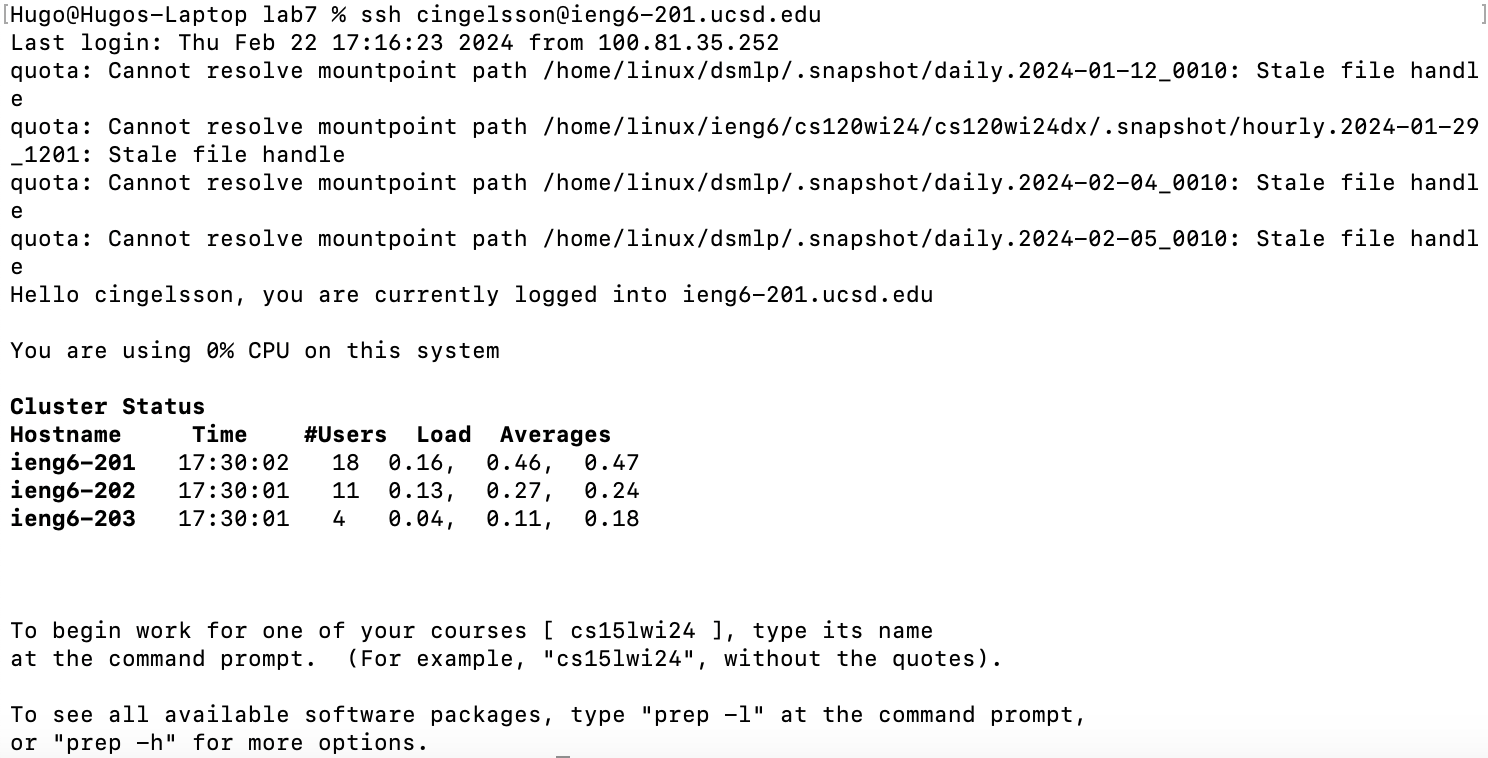 [Hugo@Hugos-Laptop lab7 % ssh cingelsson@ieng6-201.ucsd.edu ]
Last login: Thu Feb 22 17:16:23 2024 from 100.81.35.252
quota: Cannot resolve mountpoint path /home/linux/dsmlp/.snapshot/daily.2024-01-12_0010: Stale file handl
e
quota: Cannot resolve mountpoint path /home/linux/ieng6/cs120wi24/cs120wi24dx/.snapshot/hourly.2024-01-29
_1201: Stale file handle
quota: Cannot resolve mountpoint path /home/linux/dsmlp/.snapshot/daily.2024-02-04_0010: Stale file handl
e
quota: Cannot resolve mountpoint path /home/linux/dsmlp/.snapshot/daily.2024-02-05_0010: Stale file handl
e
Hello cingelsson, you are currently logged into ieng6-201.ucsd.edu
You are using 0% CPU on this system
Cluster Status
Hostname     Time    #Users  Load  Averages
ieng6-201   17:30:02   18  0.16,  0.46,  0.47
ieng6-202   17:30:01   11  0.13,  0.27,  0.24
ieng6-203   17:30:01   4   0.04,  0.11,  0.18
To begin work for one of your courses [ cs15lwi24 ], type its name
at the command prompt.  (For example, "cs15lwi24", without the quotes).
To see all available software packages, type "prep -l" at the command prompt,
or "prep -h" for more options.